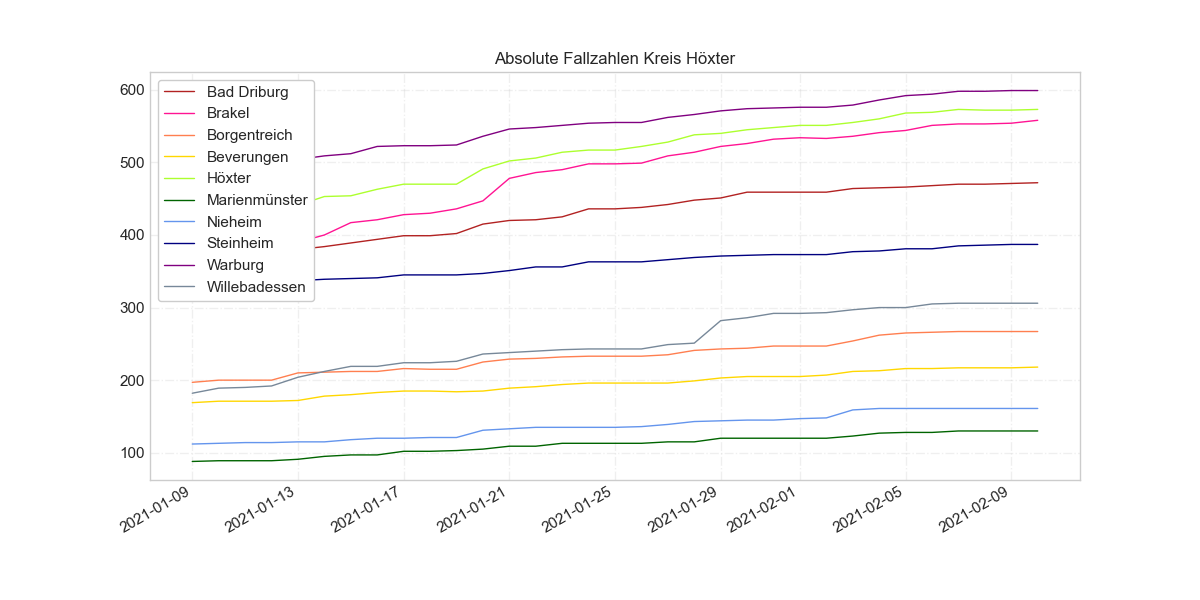 Absolute Fallzahlen Kreis Höxter
600
500
400
300
200
100
Bad Driburg
Brakel
Borgentreich
Beverungen
Höxter
Marienmünster
Nieheim
Steinheim
Warburg
Willebadessen
2021-01-09
2021-01-13
2021-01-17
2021-01-21
2021-01-25
2021-01-29
2021-02-01
2021-02-05
2021-02-09